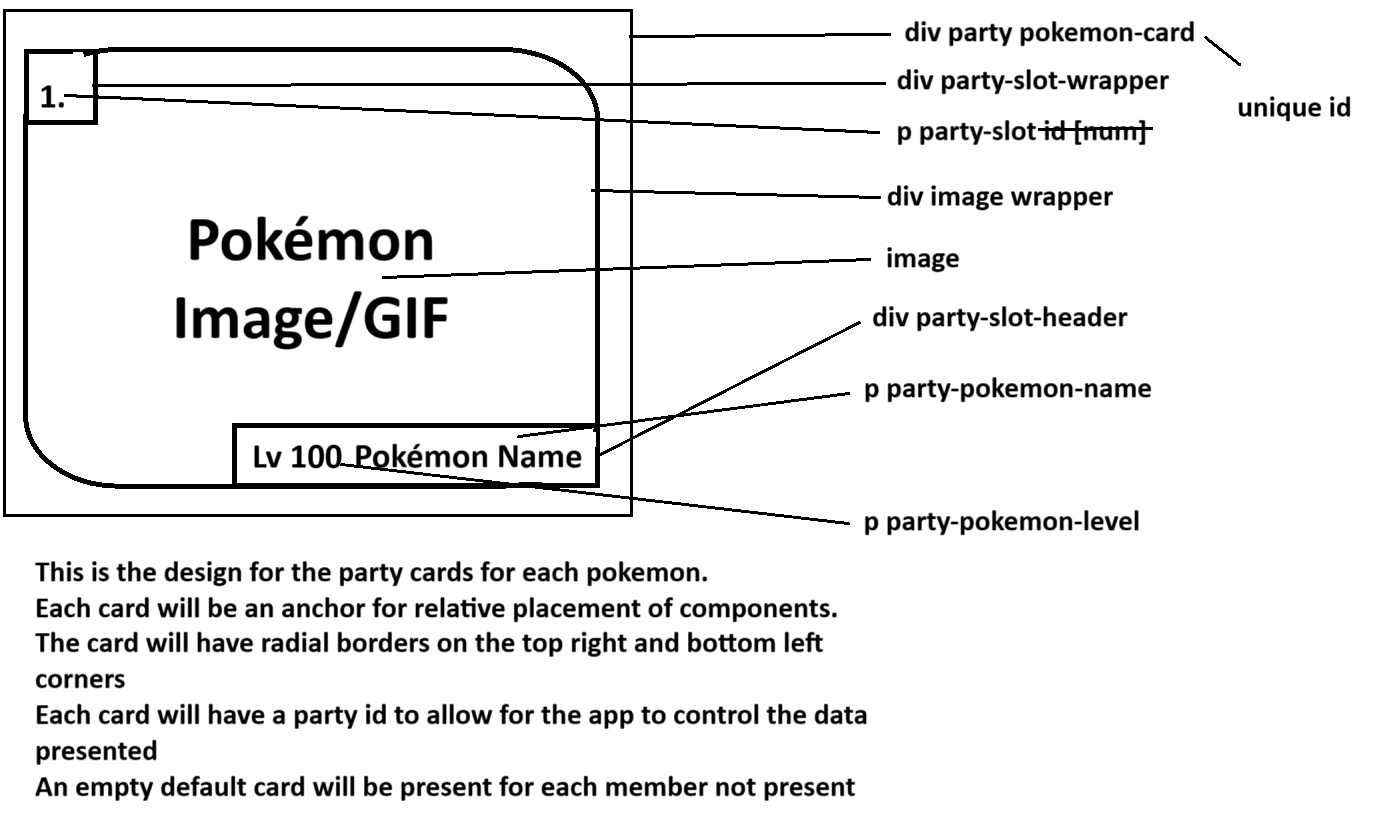 div party pokemon-card
div party-slot-wrapper
unique id
1.
p party-slot id [num]
div image wrapper
Pokémon
Image/GIF
image
div party-slot-header
p party-pokemon-name
Lv 100 Pokémon Name
p party-pokemon-level
This is the design for the party cards for each pokemon.
Each card will be an anchor for relative placement of components.
The card will have radial borders on the top right and bottom left
corners
Each card will have a party id to allow for the app to control the data
presented
An empty default card will be present for each member not present